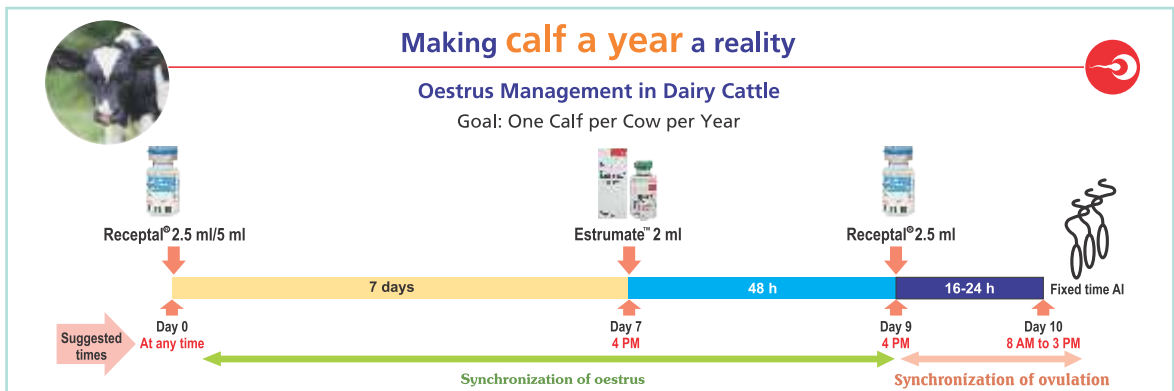 Making calf a year a reality
Oestrus Management in Dairy Cattle
Goal: One Calf per Cow per Year
Receptal® 2.5 ml/5 ml
Estrumate™ 2 ml
Receptal® 2.5 ml
7 days
48 h
16-24 h
Fixed time AI
Suggested
times
Day 0
At any time
Day 7
4 PM
Day 9
4 PM
Day 10
8 AM to 3 PM
Synchronization of oestrus
Synchronization of ovulation